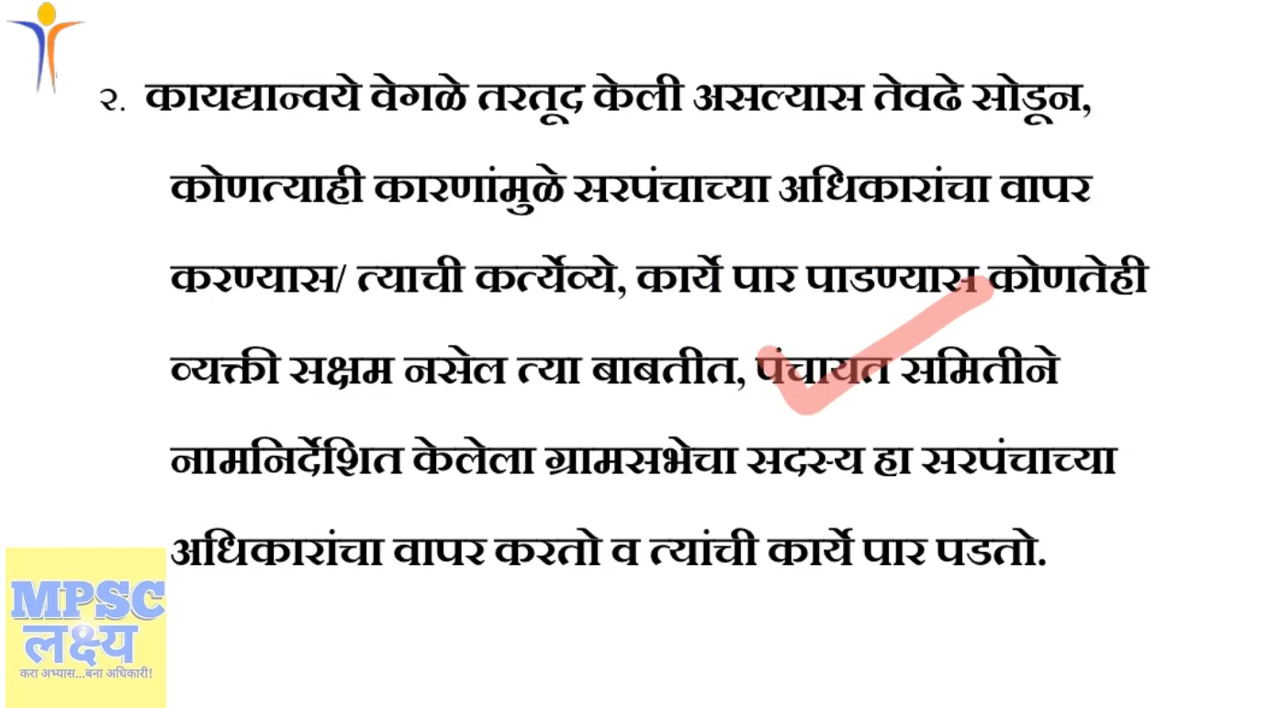 २. कायद्यान्वये वेगळे तरतूद केली असल्यास तेवढे सोडून,
कोणत्याही कारणांमुळे सरपंचाच्या अधिकारांचा वापर
करण्यास/ त्याची कर्त्येव्ये, कार्ये पार पाडण्यास कोणतेही
व्यक्ती सक्षम नसेल त्या बाबतीत, पंचायत समितीने
नामनिर्देशित केलेला ग्रामसभेचा सदस्य हा सरपंचाच्या
अधिकारांचा वापर करतो व त्यांची कार्ये पार पडतो.
MPSC
लक्ष्य
करा अभ्यास...बना अधिकारी!